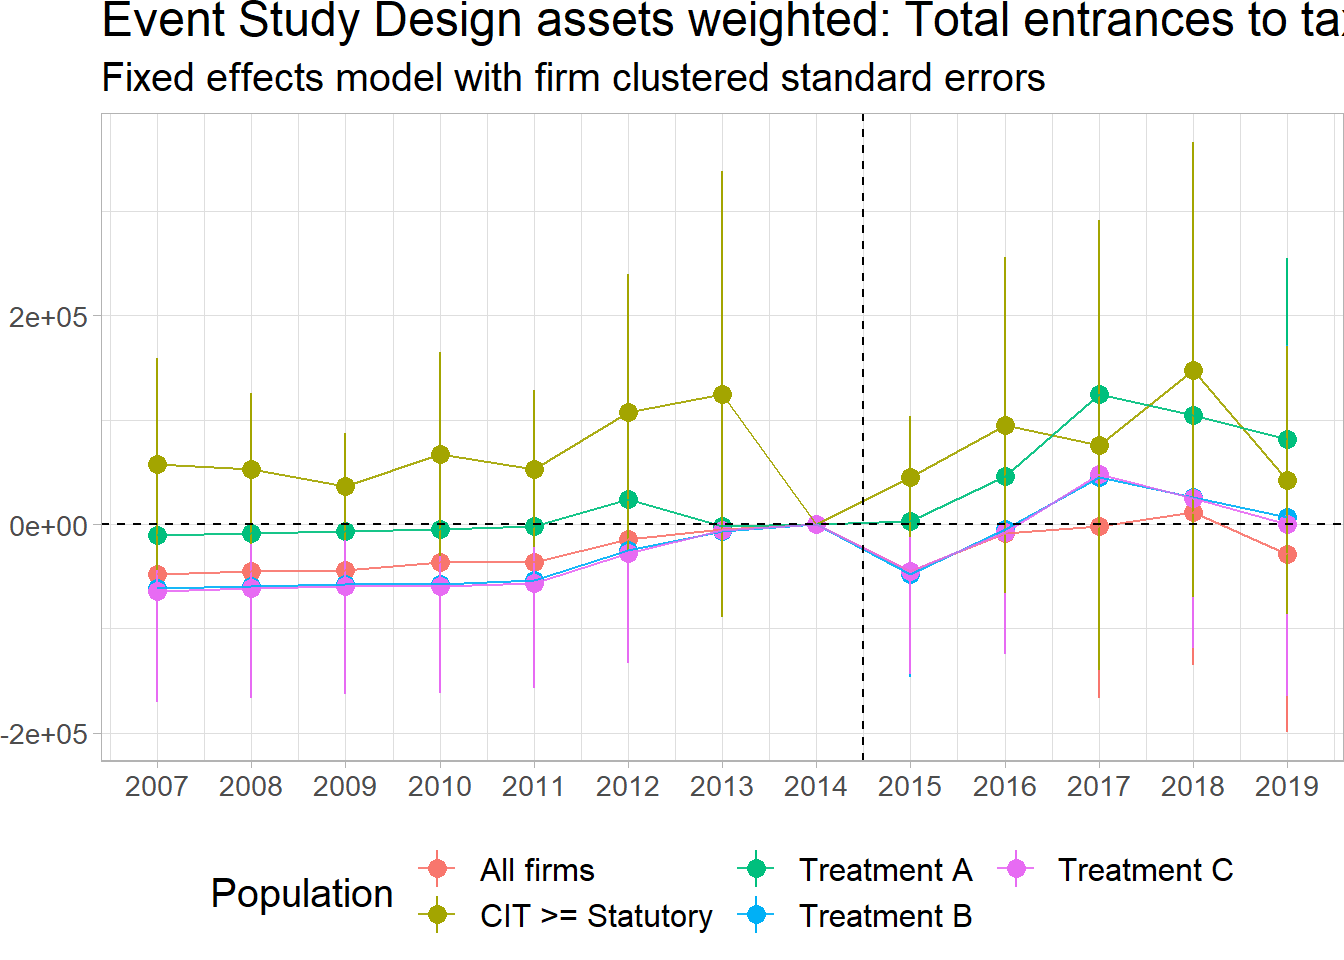 Event Study Design assets weighted: Total entrances to
Fixed effects model with firm clustered standard errors
2e+05
0e+00
-2e+05
2007 2008 2009 2010 2011 2012 2013 2014 2015 2016 2017 2018 2019
Population
All firms
Treatment A
Treatment C
CIT >= Statutory
Treatment B